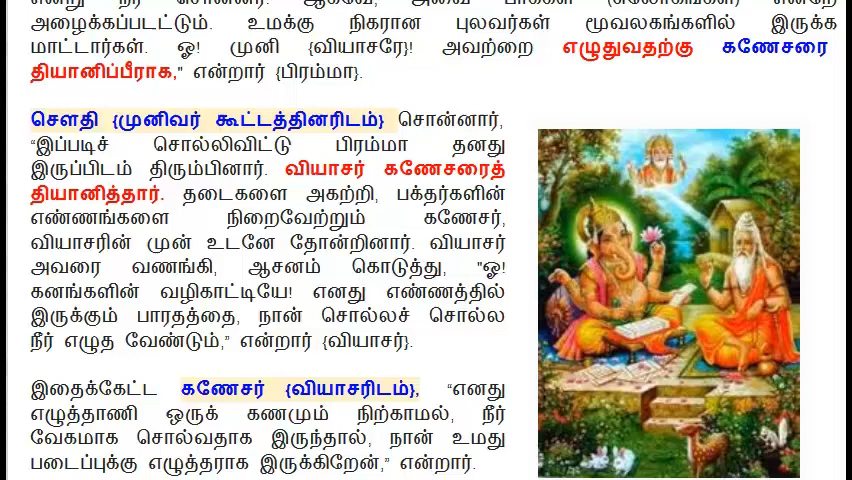 அழைக்கப்படட்டும். உமக்கு நிகரான புலவர்கள் மூவலகங்களில் இருக்க
மாட்டார்கள். ஓ! முனி {வியாசரே}! அவற்றை எழுதுவதற்கு கணேசரை
தியானிப்பீராக," என்றார் {பிரம்மா}.
சௌதி {முனிவர் கூட்டத்தினரிடம்} சொன்னார்,
“இப்படிச் சொல்லிவிட்டு பிரம்மா தனது
இருப்பிடம் திரும்பினார். வியாசர் கணேசரைத்
தியானித்தார். தடைகளை அகற்றி, பக்தர்களின்
எண்ணங்களை நிறைவேற்றும் கணேசர்,
வியாசரின் முன் உடனே தோன்றினார். வியாசர்
அவரை வணங்கி, ஆசனம் கொடுத்து, "ஓ!
கனங்களின் வழிகாட்டியே! எனது எண்ணத்தில்
இருக்கும் பாரதத்தை, நான் சொல்லச் சொல்ல
நீர் எழுத வேண்டும்,” என்றார் {வியாசர்}.
இதைக்கேட்ட கணேசர் {வியாசரிடம்}, “எனது
எழுத்தாணி ஒருக் கணமும் நிற்காமல், நீர்
வேகமாக சொல்வதாக இருந்தால், நான் உமது
படைப்புக்கு எழுத்தராக இருக்கிறேன்,” என்றார்.